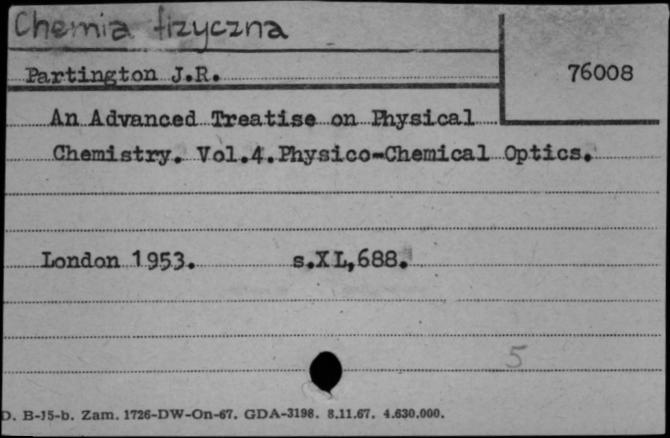 Chemia fizyczna
Partington J.R.
76008
An Advanced Treatise on Physical
Chemistry. Vol.4.Physico-Chemical Optics.
London 1953. s.XL,688.
5
D. B-15-b. Zam. 1726-DW-On-67. GDA-3198. 8.11.67. 4.630.000.